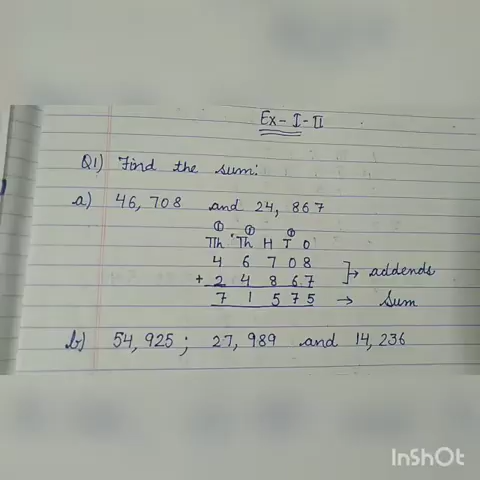 Ex- I-II
Q1) Find the sum:
a) 46,708 and 24,867
① ① ①
Th Th H T O
4 6 7 0 8
+ 2 4 8 6 7 ] → addends
7 1 5 7 5 → Sum
b) 54,925; 27,989 and 14,236
InShOt